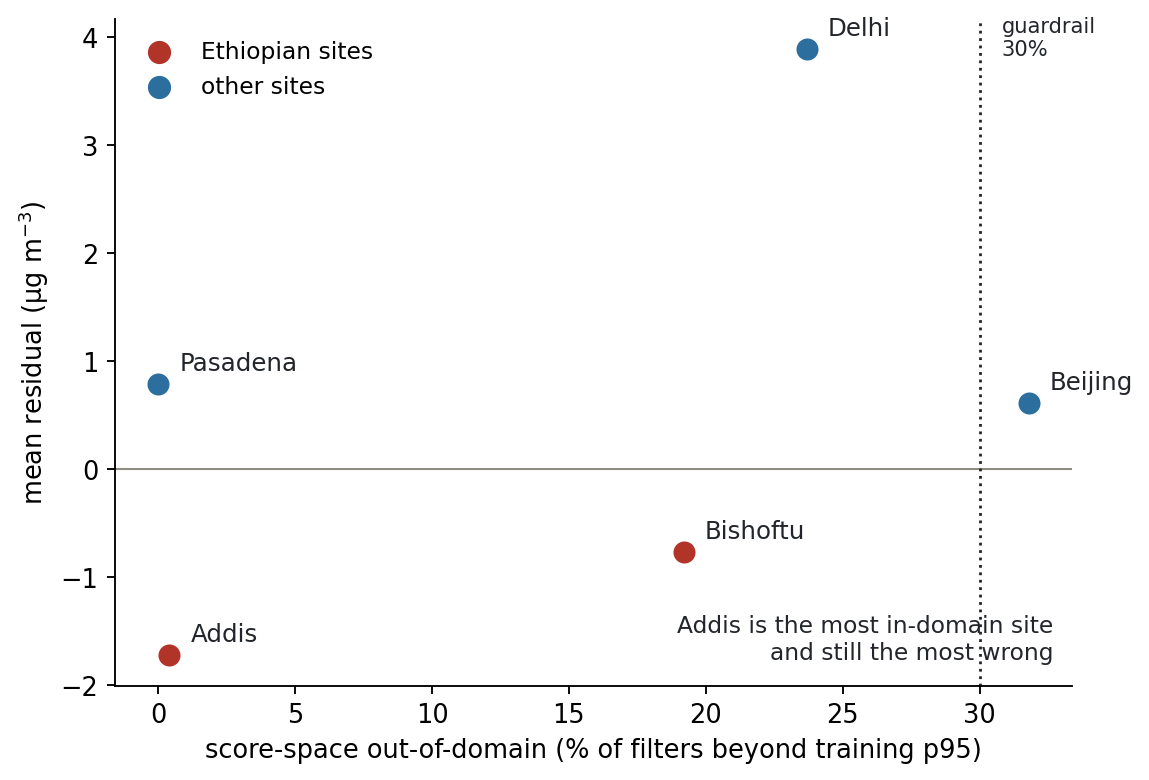 Ethiopian sites
other sites
Delhi
guardrail
30%
Pasadena
Beijing
Bishoftu
Addis
Addis is the most in-domain site
and still the most wrong
4
3
2
1
0
−1
−2
mean residual (µg m⁻³)
0 5 10 15 20 25 30
score-space out-of-domain (% of filters beyond training p95)